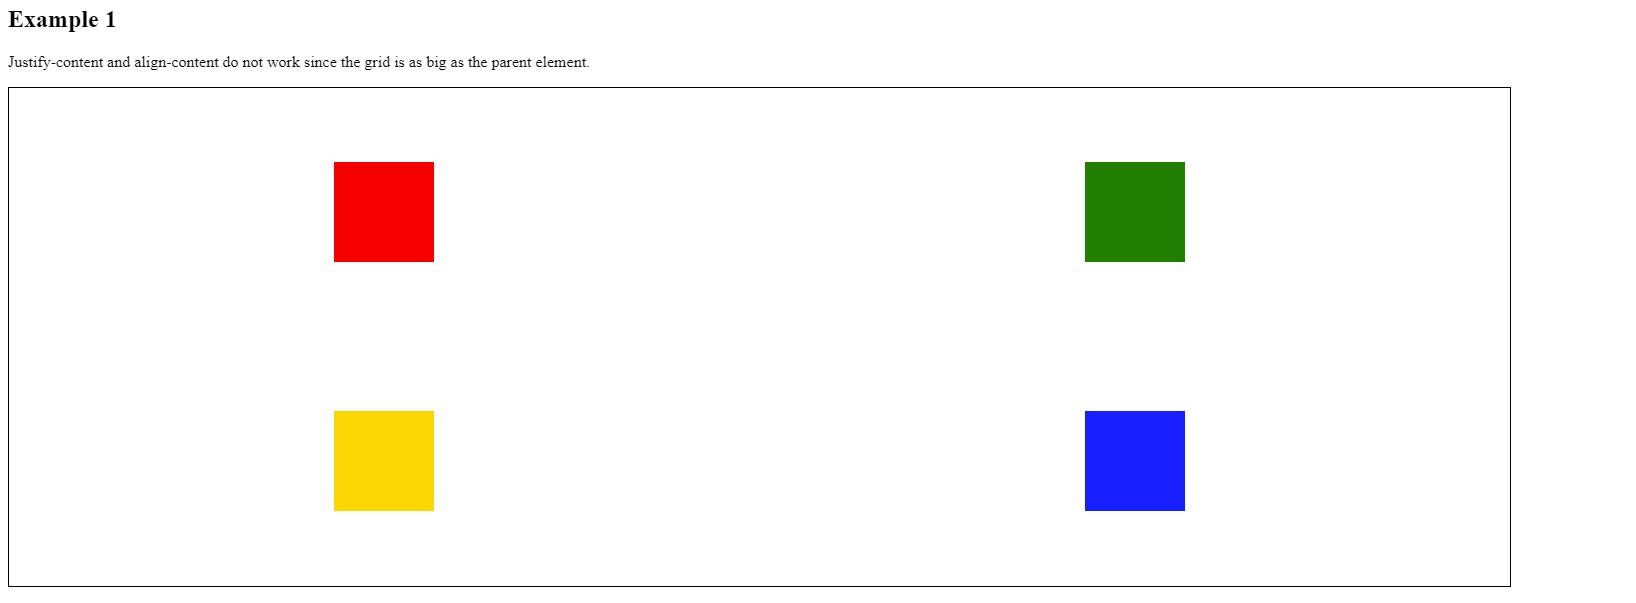 Example 1
Justify-content and align-content do not work since the grid is as big as the parent element.